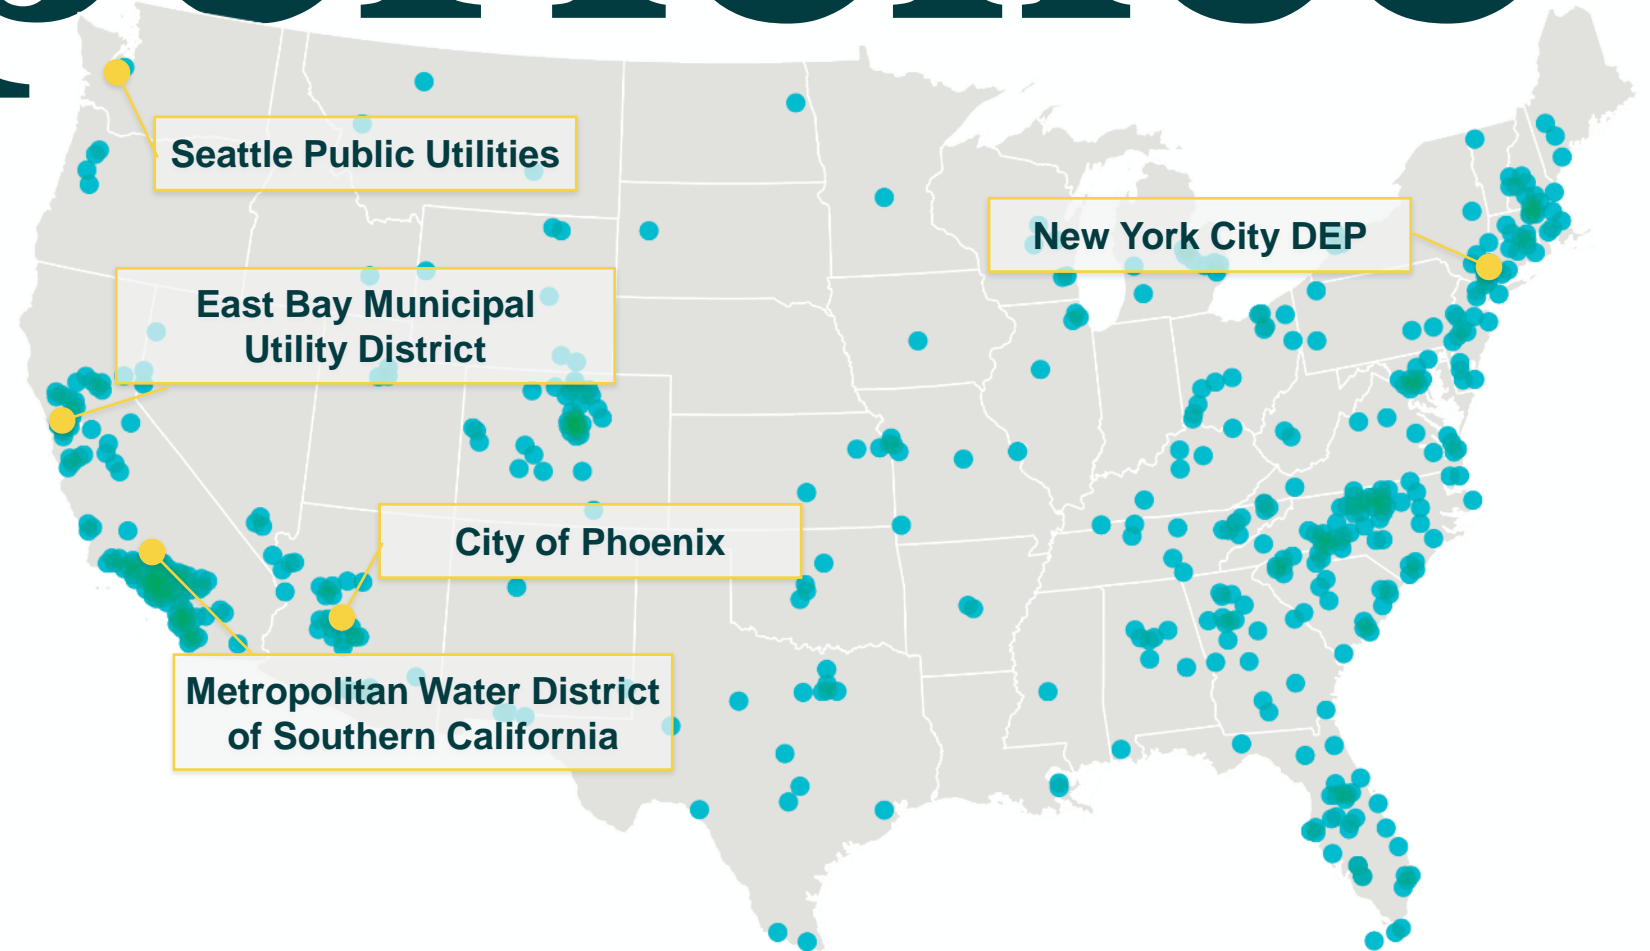 Seattle Public Utilities
New York City DEP
East Bay Municipal
Utility District
City of Phoenix
Metropolitan Water District
of Southern California